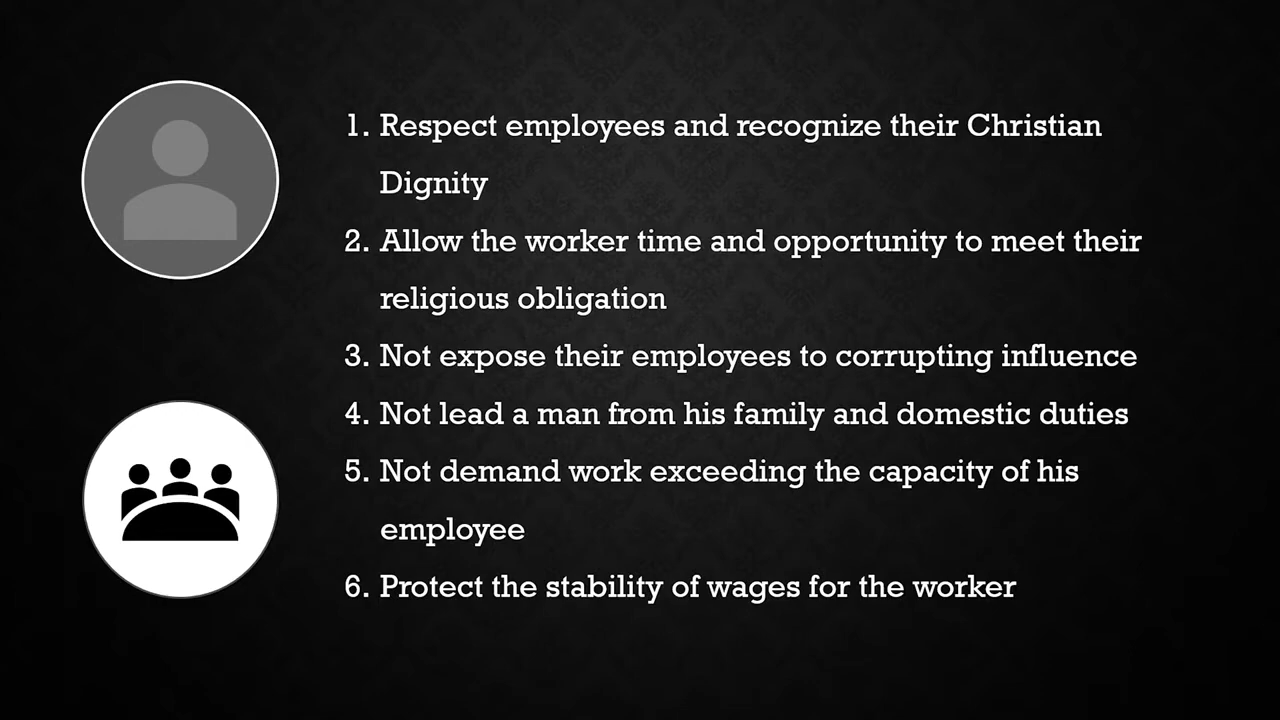 1. Respect employees and recognize their Christian
Dignity
2. Allow the worker time and opportunity to meet their
religious obligation
3. Not expose their employees to corrupting influence
4. Not lead a man from his family and domestic duties
5. Not demand work exceeding the capacity of his
employee
6. Protect the stability of wages for the worker